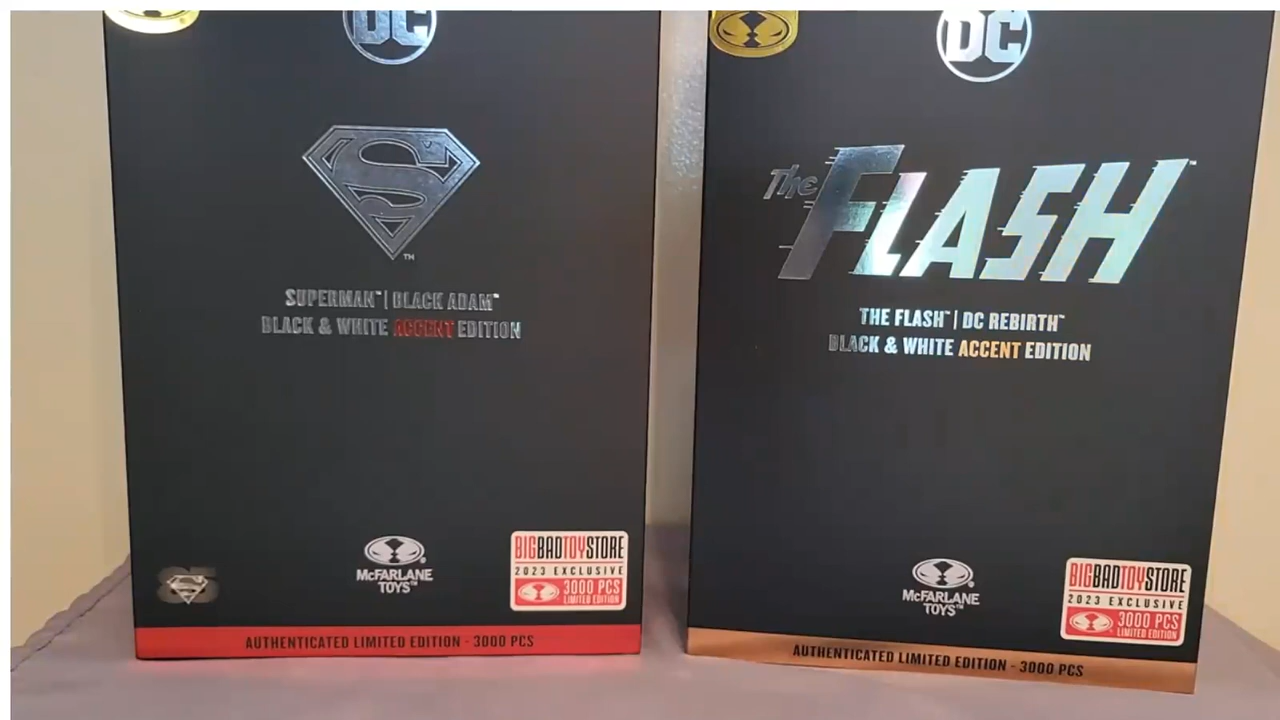 DC
SUPERMAN™ | BLACK ADAM™
BLACK & WHITE ACCENT EDITION
McFARLANE
TOYS™
BIGBADTOYSTORE
2023 EXCLUSIVE
3000 PCS
LIMITED EDITION
AUTHENTICATED LIMITED EDITION - 3000 PCS
DC
The FLASH™
THE FLASH™ | DC REBIRTH™
BLACK & WHITE ACCENT EDITION
McFARLANE
TOYS™
BIGBADTOYSTORE
2023 EXCLUSIVE
3000 PCS
LIMITED EDITION
AUTHENTICATED LIMITED EDITION - 3000 PCS